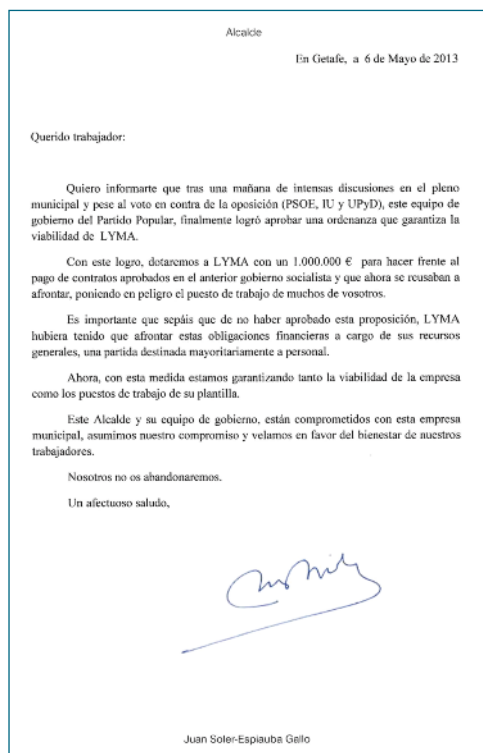 Alcalde
En Getafe, a 6 de Mayo de 2013
Querido trabajador:
Quiero informarte que tras una mañana de intensas discusiones en el pleno
municipal y pese al voto en contra de la oposición (PSOE, IU y UPyD), este equipo de
gobierno del Partido Popular, finalmente logró aprobar una ordenanza que garantiza la
viabilidad de LYMA.
Con este logro, dotaremos a LYMA con un 1.000.000 € para hacer frente al
pago de contratos aprobados en el anterior gobierno socialista y que ahora se reusaban a
afrontar, poniendo en peligro el puesto de trabajo de muchos de vosotros.
Es importante que sepáis que de no haber aprobado esta proposición, LYMA
hubiera tenido que afrontar estas obligaciones financieras a cargo de sus recursos
generales, una partida destinada mayoritariamente a personal.
Ahora, con esta medida estamos garantizando tanto la viabilidad de la empresa
como los puestos de trabajo de su plantilla.
Este Alcalde y su equipo de gobierno, están comprometidos con esta empresa
municipal, asumimos nuestro compromiso y velamos en favor del bienestar de nuestros
trabajadores.
Nosotros no os abandonaremos.
Un afectuoso saludo,
Juan Soler-Espiauba Gallo